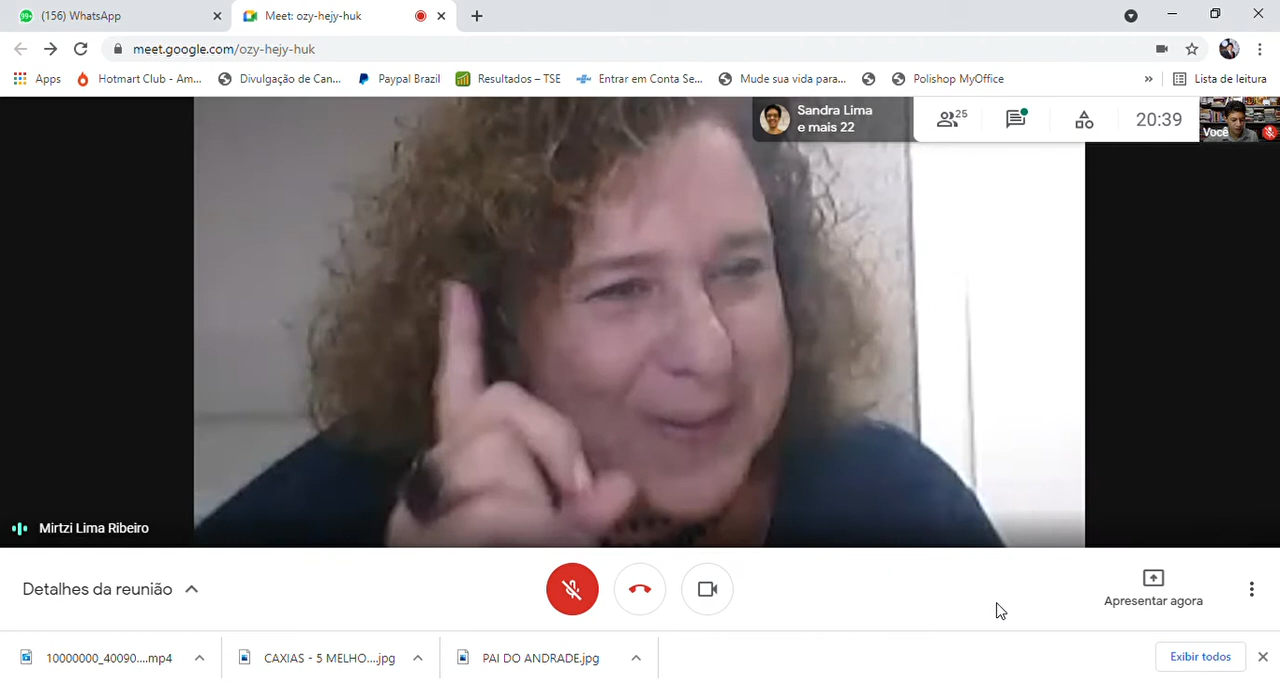 99+
(156) WhatsApp
Meet: ozy-hejy-huk
meet.google.com/ozy-hejy-huk
Apps
Hotmart Club - Am...
Divulgação de Can...
Paypal Brazil
Resultados – TSE
Entrar em Conta Se...
Mude sua vida para...
Polishop MyOffice
»
Lista de leitura
Sandra Lima
e mais 22
25
20:39
Você
Mirtzi Lima Ribeiro
Detalhes da reunião
Apresentar agora
10000000_40090....mp4
CAXIAS - 5 MELHO....jpg
PAI DO ANDRADE.jpg
Exibir todos